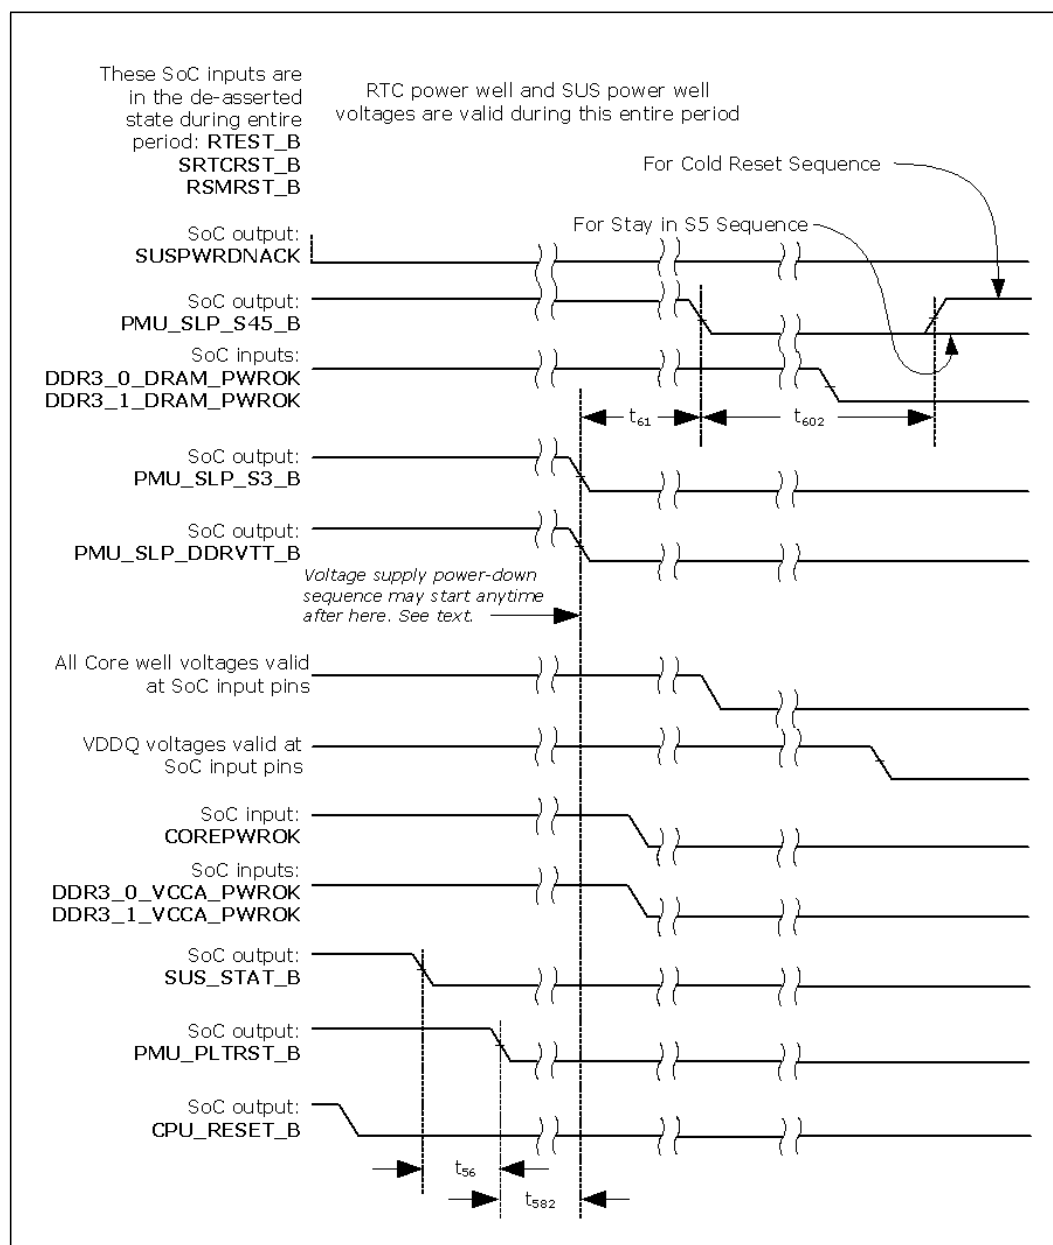 These SoC inputs are
in the de-asserted
state during entire
period: RTEST_B
SRTCRST_B
RSMRST_B
RTC power well and SUS power well
voltages are valid during this entire period
For Cold Reset Sequence
For Stay in S5 Sequence
SoC output:
SUSPWRDNACK
SoC output:
PMU_SLP_S45_B
SoC inputs:
DDR3_0_DRAM_PWROK
DDR3_1_DRAM_PWROK
t61
t602
SoC output:
PMU_SLP_S3_B
SoC output:
PMU_SLP_DDRVTT_B
Voltage supply power-down
sequence may start anytime
after here. See text.
All Core well voltages valid
at SoC input pins
VDDQ voltages valid at
SoC input pins
SoC input:
COREPWROK
SoC inputs:
DDR3_0_VCCA_PWROK
DDR3_1_VCCA_PWROK
SoC output:
SUS_STAT_B
SoC output:
PMU_PLTRST_B
SoC output:
CPU_RESET_B
t56
t582